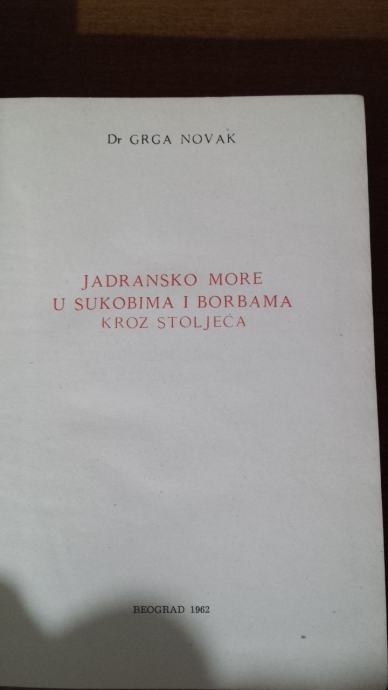 Dr GRGA NOVAK
JADRANSKO MORE
U SUKOBIMA I BORBAMA
KROZ STOLJEĆA
BEOGRAD 1962